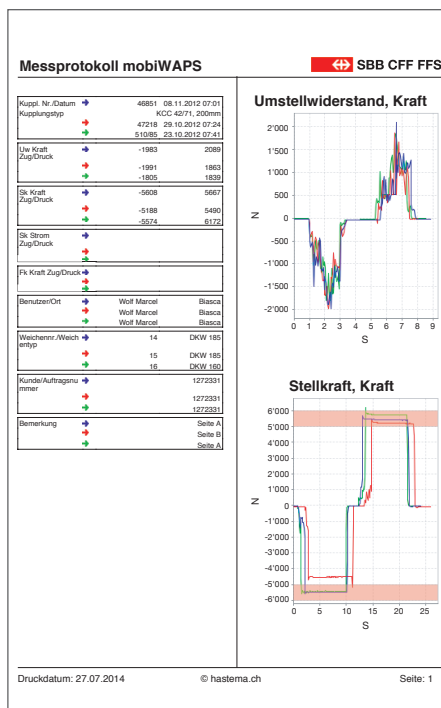 Messprotokoll mobiWAPS
SBB CFF FFS
Kuppl. Nr./Datum 46851 08.11.2012 07:01
Kupplungstyp KCC 42/71, 200mm
47218 29.10.2012 07:24
510/85 23.10.2012 07:41
Uw Kraft -1983 2089
Zug/Druck
-1991 1863
-1805 1839
Sk Kraft -5608 5667
Zug/Druck
-5188 5490
-5574 6172
Sk Strom
Zug/Druck
Fk Kraft Zug/Druck
Benutzer/Ort Wolf Marcel Biasca
Wolf Marcel Biasca
Wolf Marcel Biasca
Weichennr./Weich 14 DKW 185
entyp
15 DKW 185
16 DKW 160
Kunde/Auftragsnu 1272331
mmer
1272331
1272331
Bemerkung Seite A
Seite B
Seite A
Umstellwiderstand, Kraft
2'000
1'500
1'000
500
0
-500
-1'000
-1'500
-2'000
N
0 1 2 3 4 5 6 7 8 9
S
Stellkraft, Kraft
6'000
5'000
4'000
3'000
2'000
1'000
0
-1'000
-2'000
-3'000
-4'000
-5'000
-6'000
N
0 5 10 15 20 25
S
Druckdatum: 27.07.2014 © hastema.ch Seite: 1